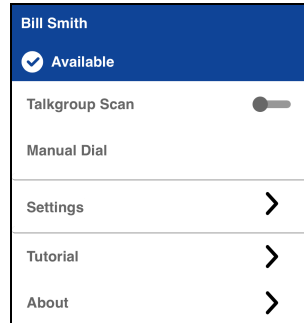 Bill Smith
Available
Talkgroup Scan
Manual Dial
Settings
Tutorial
About